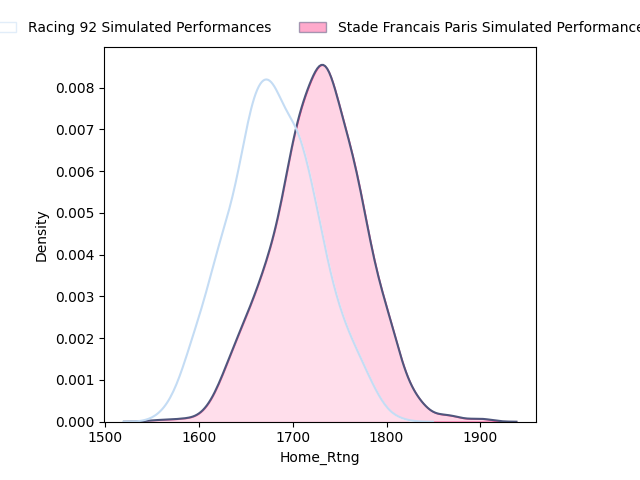 Racing 92 Simulated Performances Stade Francais Paris Simulated Performance
0.008
0.007
0.006
0.005
0.004
0.003
0.002
0.001
0.000
Density
1500 1600 1700 1800 1900
Home_Rtng